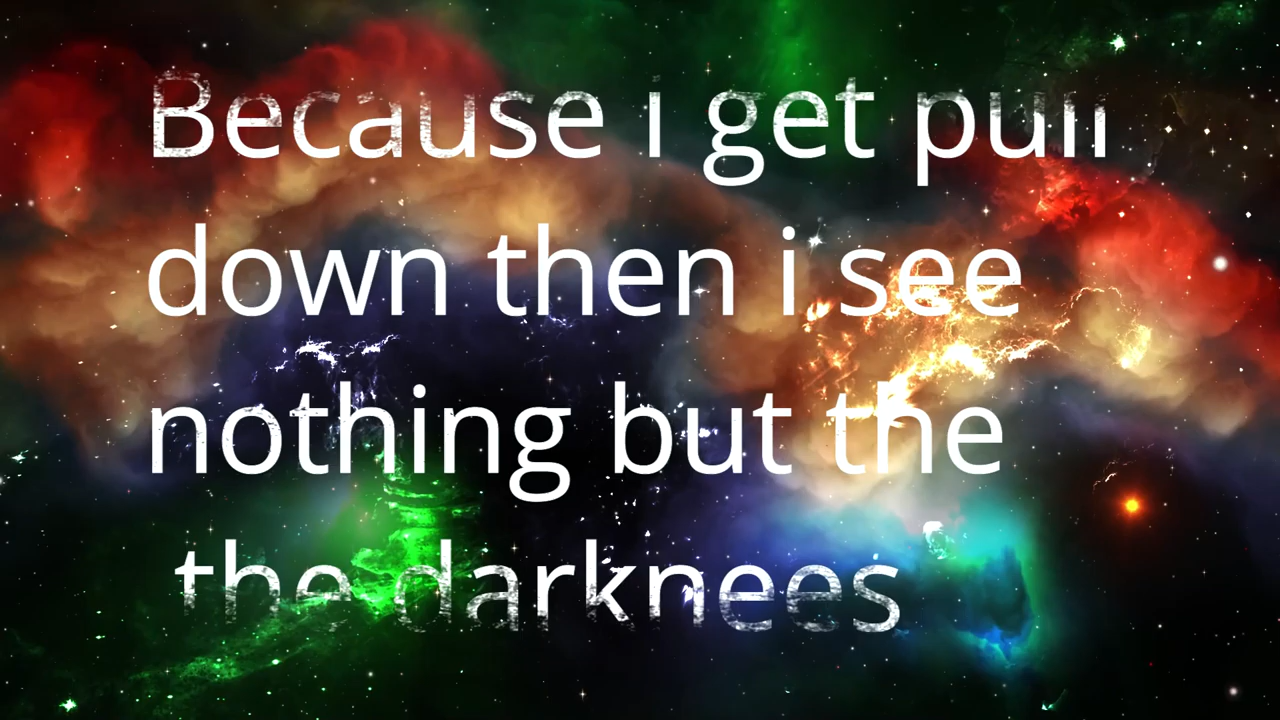 Because i get pull
down then i see
nothing but the
the darknees